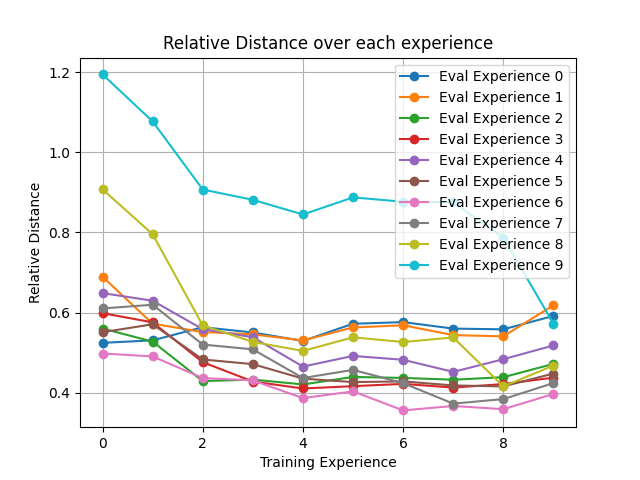 Relative Distance over each experience
Relative Distance
1.2
1.0
0.8
0.6
0.4
Eval Experience 0
Eval Experience 1
Eval Experience 2
Eval Experience 3
Eval Experience 4
Eval Experience 5
Eval Experience 6
Eval Experience 7
Eval Experience 8
Eval Experience 9
0 2 4 6 8
Training Experience